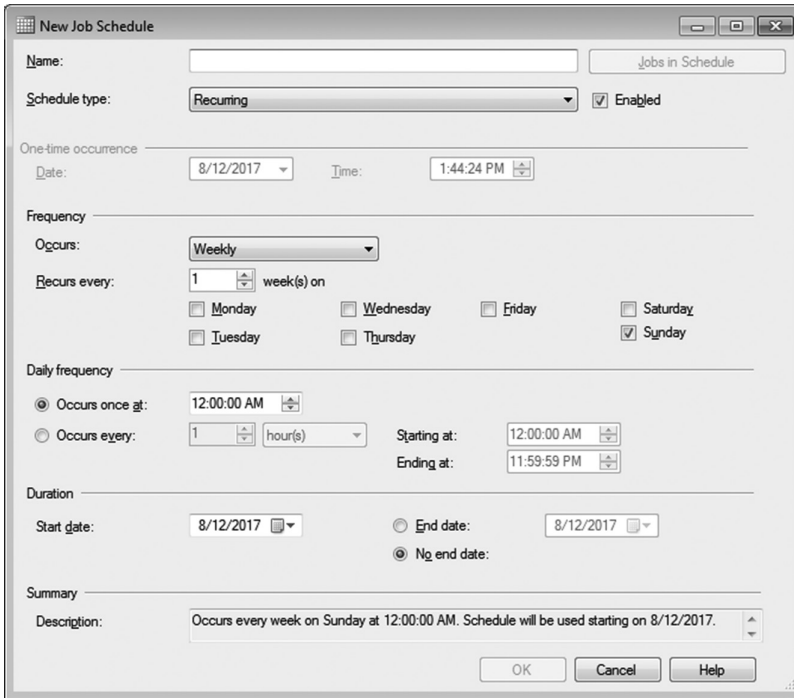 New Job Schedule
Name: Jobs in Schedule
Schedule type: Recurring Enabled
One-time occurrence
Date: 8/12/2017 Time: 1:44:24 PM
Frequency
Occurs: Weekly
Recurs every: 1 week(s) on
Monday Wednesday Friday Saturday
Tuesday Thursday Sunday
Daily frequency
Occurs once at: 12:00:00 AM
Occurs every: 1 hour(s) Starting at: 12:00:00 AM
Ending at: 11:59:59 PM
Duration
Start date: 8/12/2017 End date: 8/12/2017
No end date:
Summary
Description: Occurs every week on Sunday at 12:00:00 AM. Schedule will be used starting on 8/12/2017.
OK Cancel Help